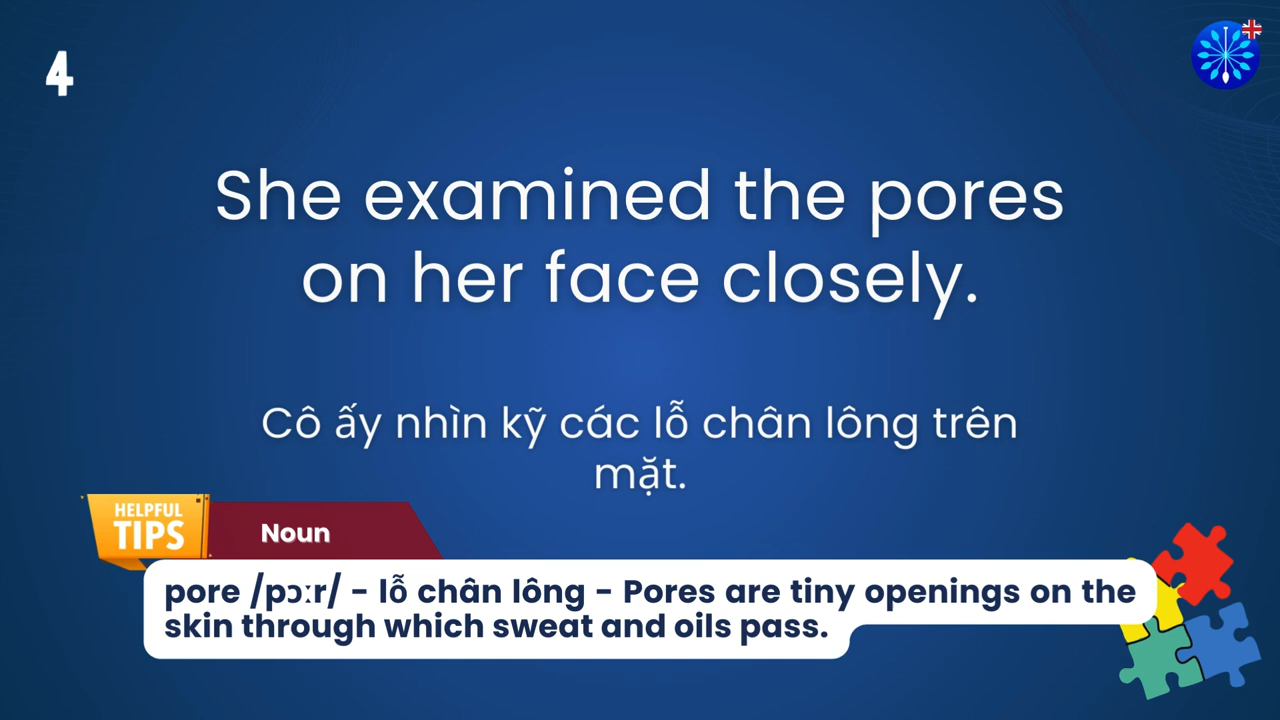 4
She examined the pores
on her face closely.
Cô ấy nhìn kỹ các lỗ chân lông trên
mặt.
HELPFUL
TIPS
Noun
pore /pɔːr/ - lỗ chân lông - Pores are tiny openings on the
skin through which sweat and oils pass.